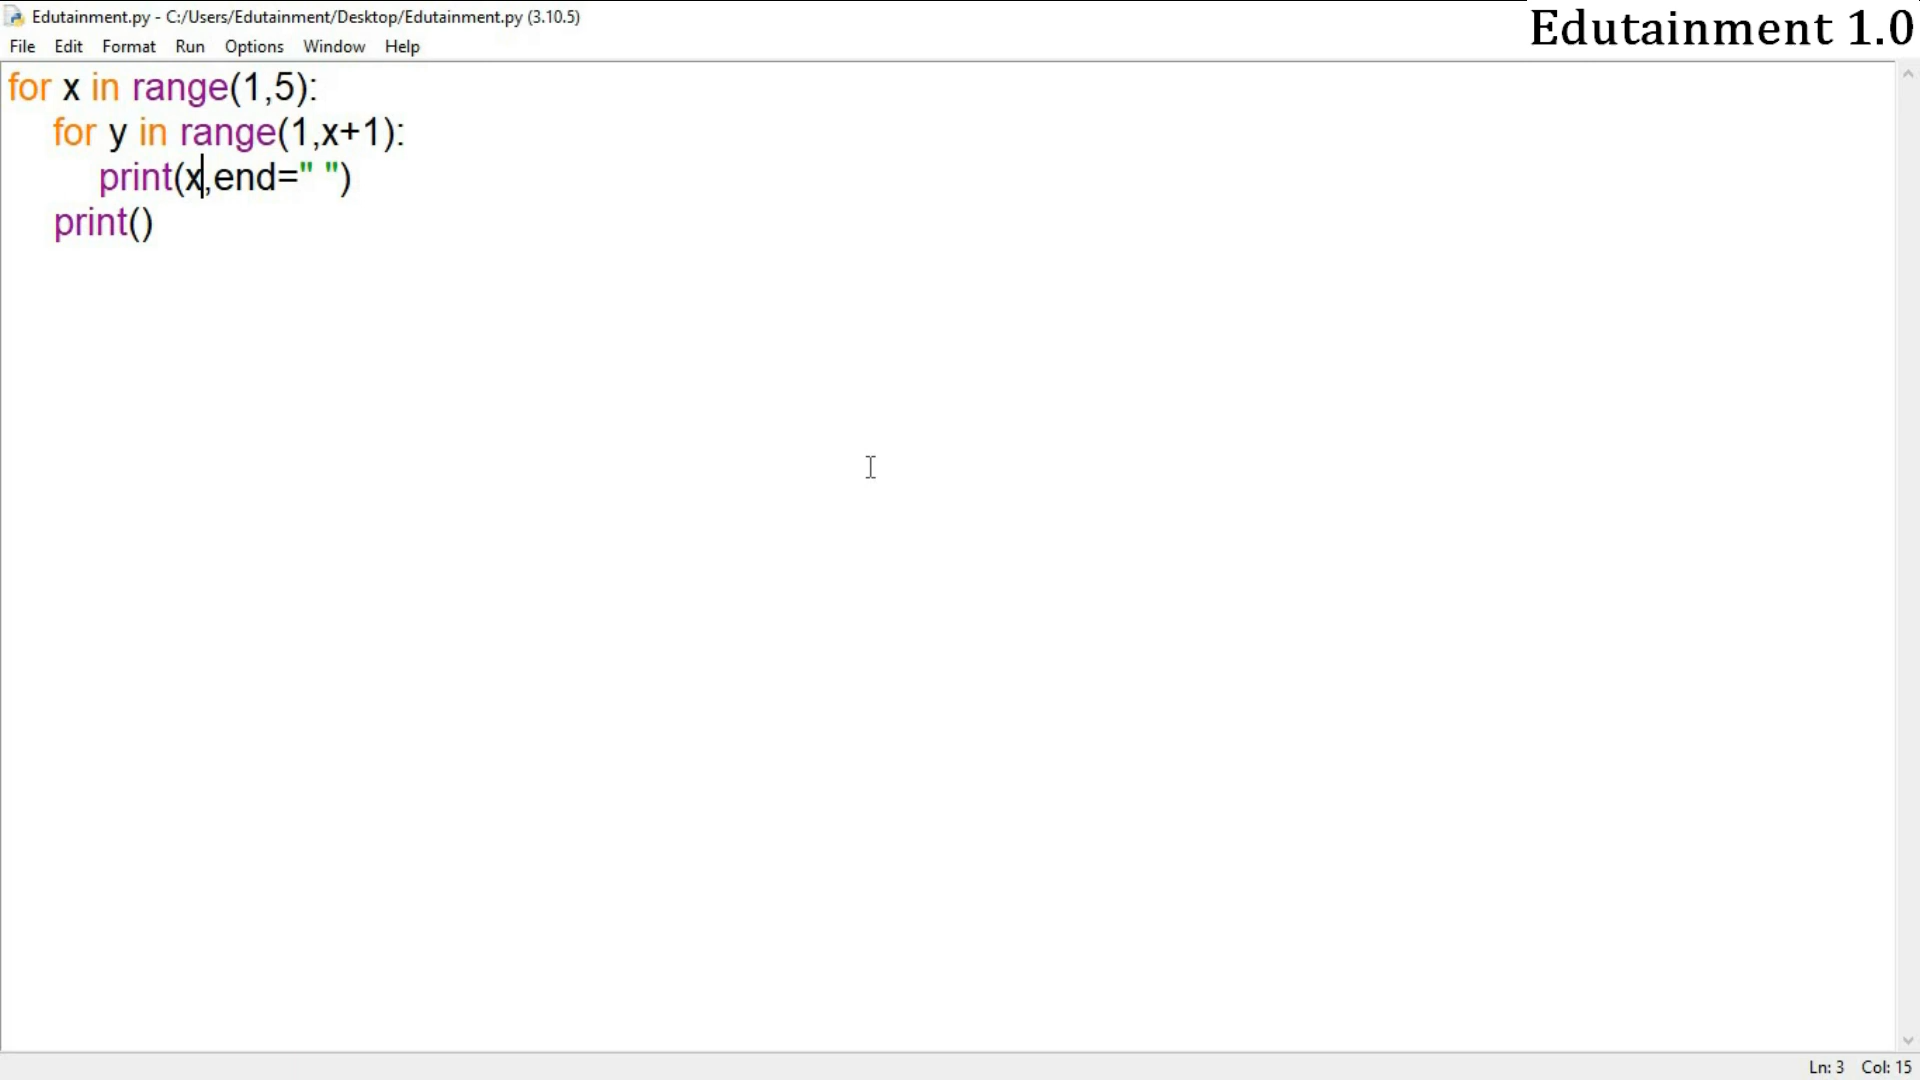 Edutainment.py - C:/Users/Edutainment/Desktop/Edutainment.py (3.10.5)
Edutainment 1.0
File Edit Format Run Options Window Help
for x in range(1,5):
    for y in range(1,x+1):
        print(x,end=" ")
    print()
Ln: 3 Col: 15